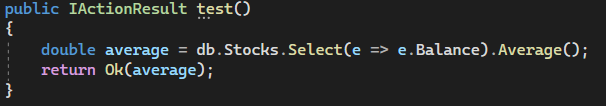 public IActionResult test()
{
    double average = db.Stocks.Select(e => e.Balance).Average();
    return Ok(average);
}